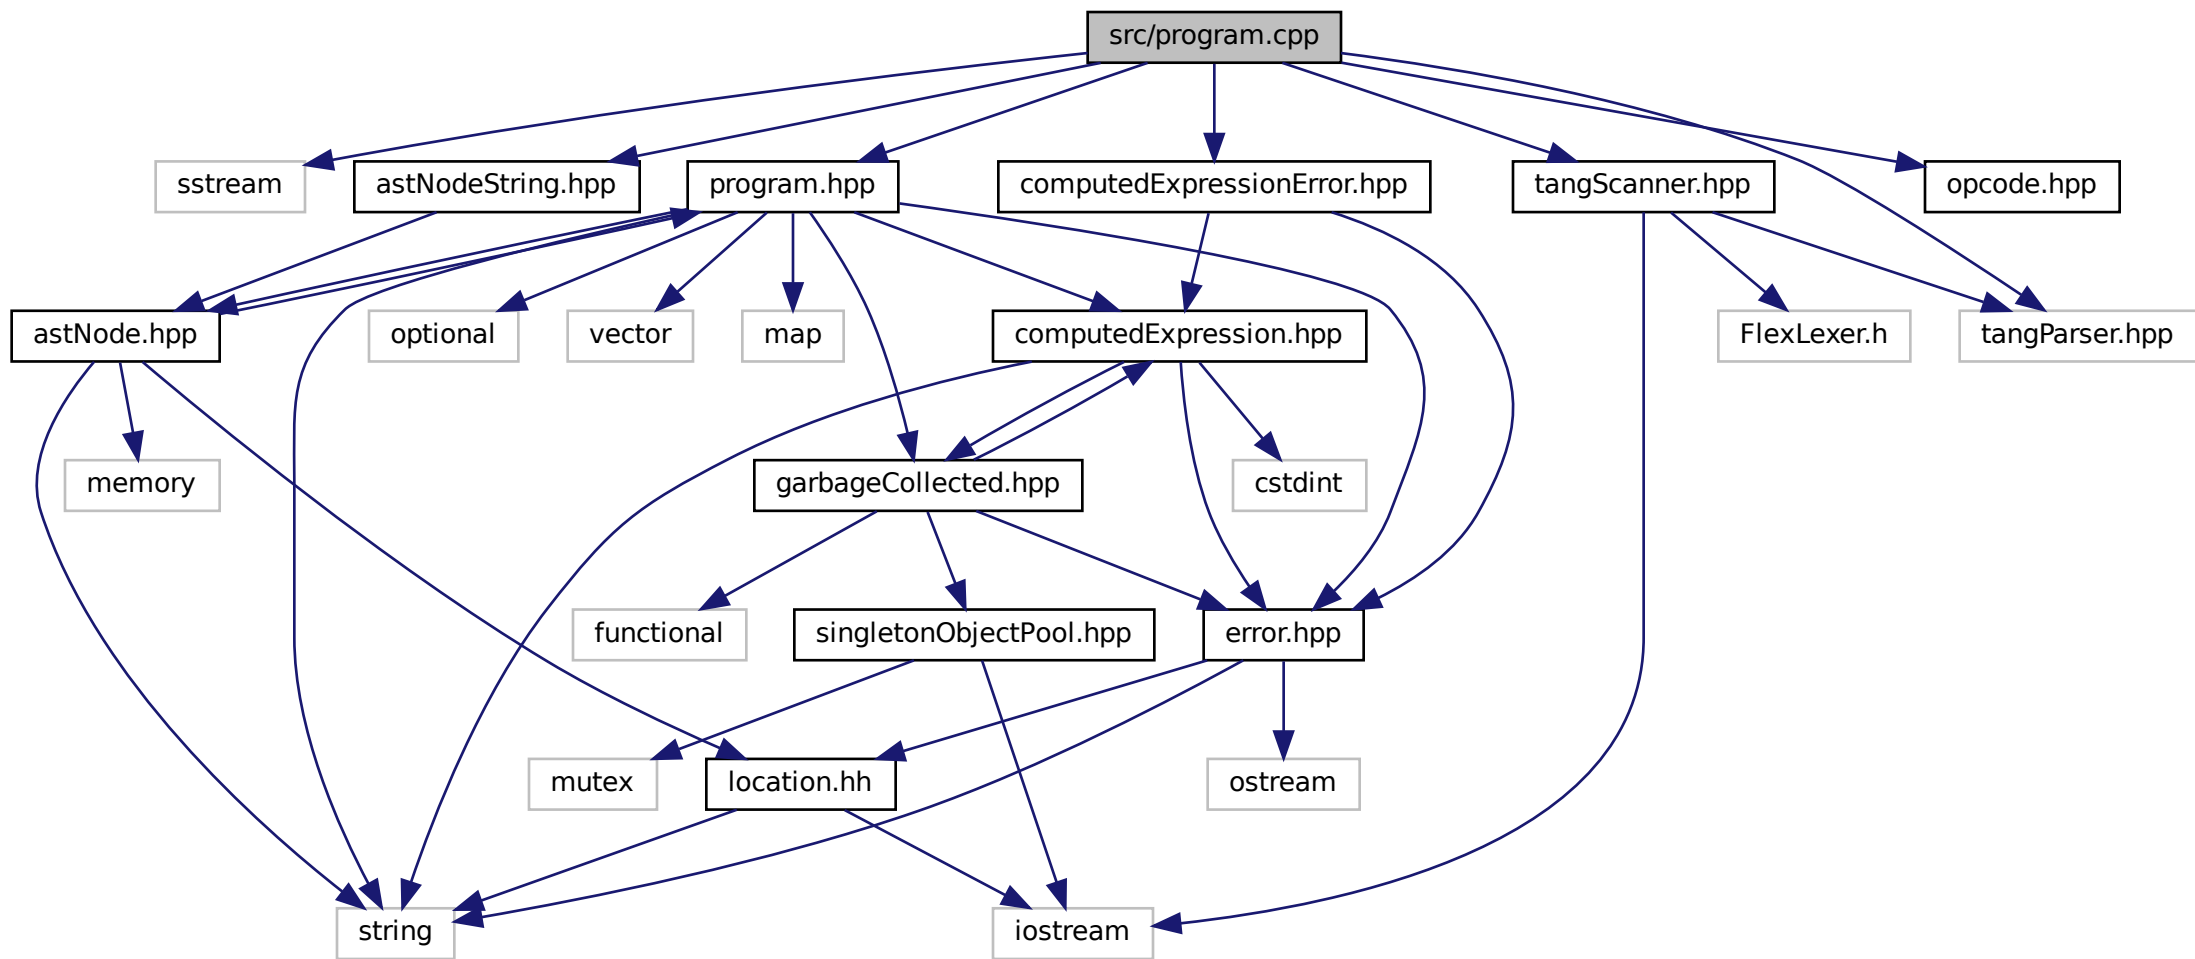 src/program.cpp
sstream
astNodeString.hpp
program.hpp
computedExpressionError.hpp
tangScanner.hpp
opcode.hpp
astNode.hpp
optional
vector
map
computedExpression.hpp
FlexLexer.h
tangParser.hpp
memory
garbageCollected.hpp
cstdint
functional
singletonObjectPool.hpp
error.hpp
mutex
location.hh
ostream
string
iostream